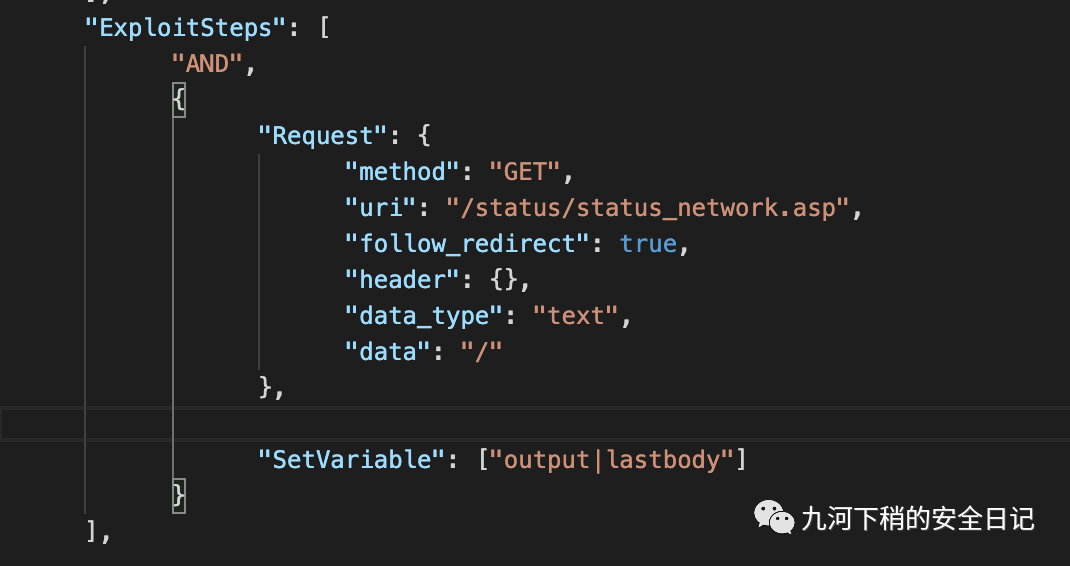 ],
"ExploitSteps": [
"AND",
{
"Request": {
"method": "GET",
"uri": "/status/status_network.asp",
"follow_redirect": true,
"header": {},
"data_type": "text",
"data": "/"
},
"SetVariable": ["output|lastbody"]
}
],
九河下稍的安全日记